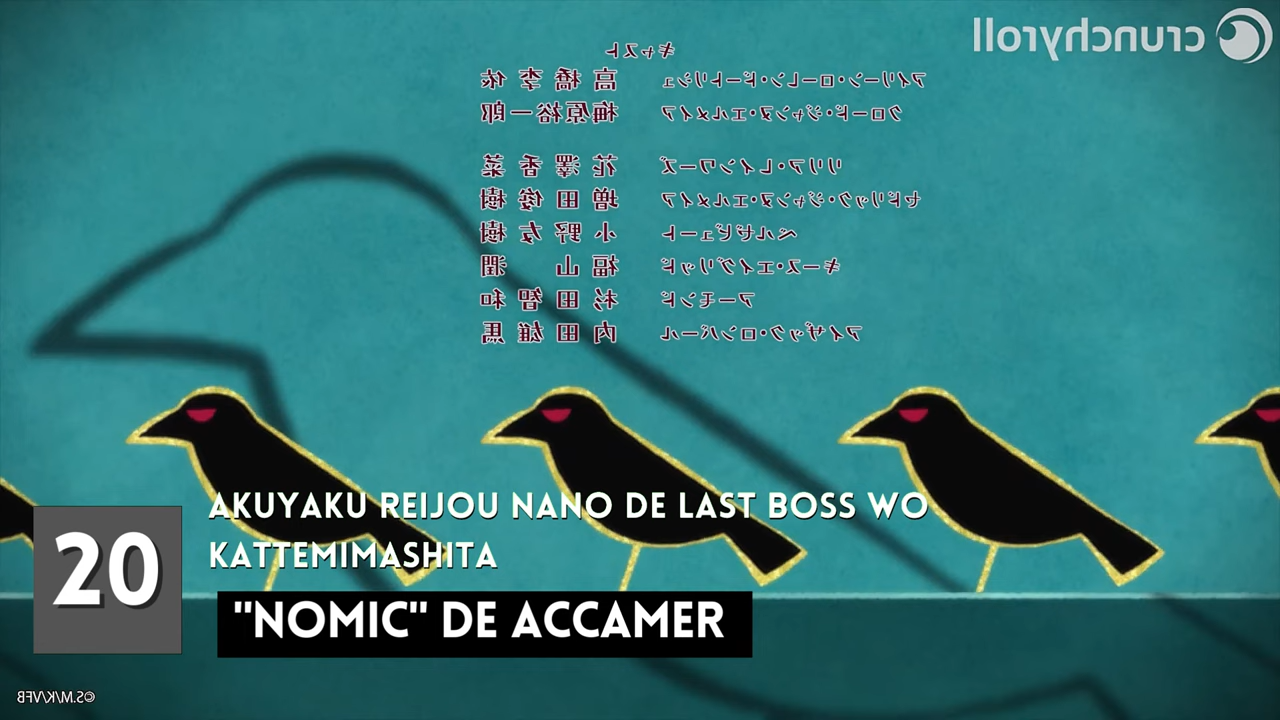 crunchyroll
キャスト
アイリーン・ローレン・ドートリシュ 高橋李依
クロード・ジャンヌ・エルメイア 梅原裕一郎
リリア・レインワーズ 花澤香菜
セドリック・ジャンヌ・エルメイア 増田俊樹
ベルゼビュート 小野友樹
キース・エイグリッド 福山 潤
アーモンド 杉田智和
アイザック・ロンバール 内田雄馬
AKUYAKU REIJOU NANO DE LAST BOSS WO
KATTEMIMASHITA
20
"NOMIC" DE ACCAMER
©S.M/K/VFB